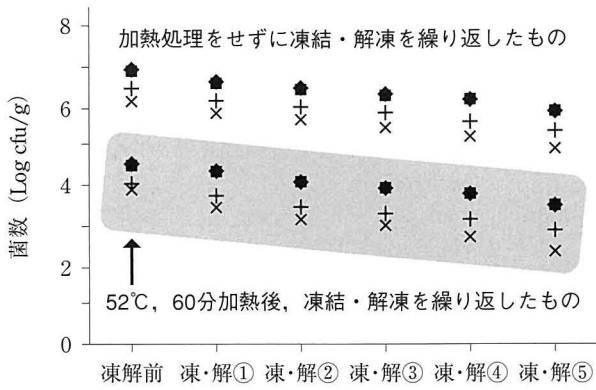 8
加熱処理をせずに凍結・解凍を繰り返したもの
6
4
2
0
菌数 (Log cfu/g)
52℃, 60分加熱後, 凍結・解凍を繰り返したもの
凍解前 凍・解① 凍・解② 凍・解③ 凍・解④ 凍・解⑤